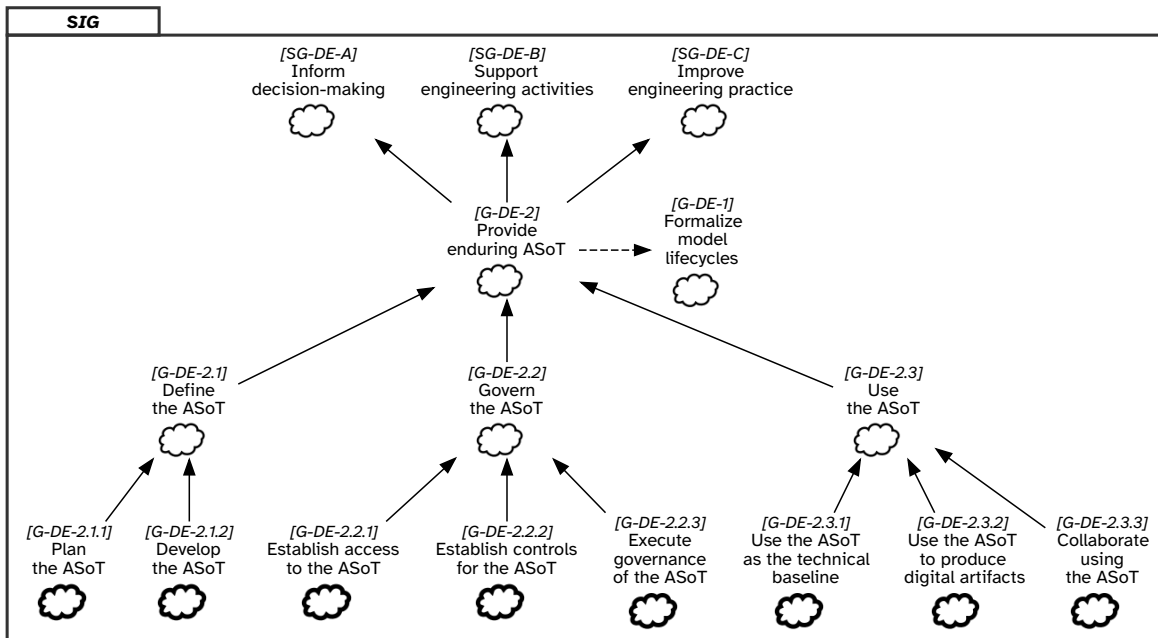 SIG
[SG-DE-A]
Inform
decision-making
[SG-DE-B]
Support
engineering activities
[SG-DE-C]
Improve
engineering practice
[G-DE-2]
Provide
enduring ASoT
[G-DE-1]
Formalize
model
lifecycles
[G-DE-2.1]
Define
the ASoT
[G-DE-2.2]
Govern
the ASoT
[G-DE-2.3]
Use
the ASoT
[G-DE-2.1.1]
Plan
the ASoT
[G-DE-2.1.2]
Develop
the ASoT
[G-DE-2.2.1]
Establish access
to the ASoT
[G-DE-2.2.2]
Establish controls
for the ASoT
[G-DE-2.2.3]
Execute
governance
of the ASoT
[G-DE-2.3.1]
Use the ASoT
as the technical
baseline
[G-DE-2.3.2]
Use the ASoT
to produce
digital artifacts
[G-DE-2.3.3]
Collaborate
using
the ASoT